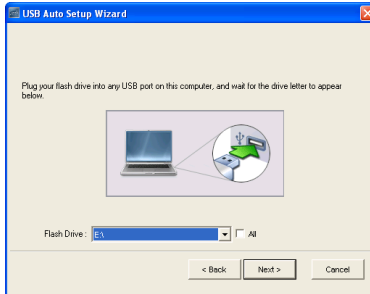 USB Auto Setup Wizard
Plug your flash drive into any USB port on this computer, and wait for the drive letter to appear
below.
Flash Drive : E:\ All
< Back Next > Cancel